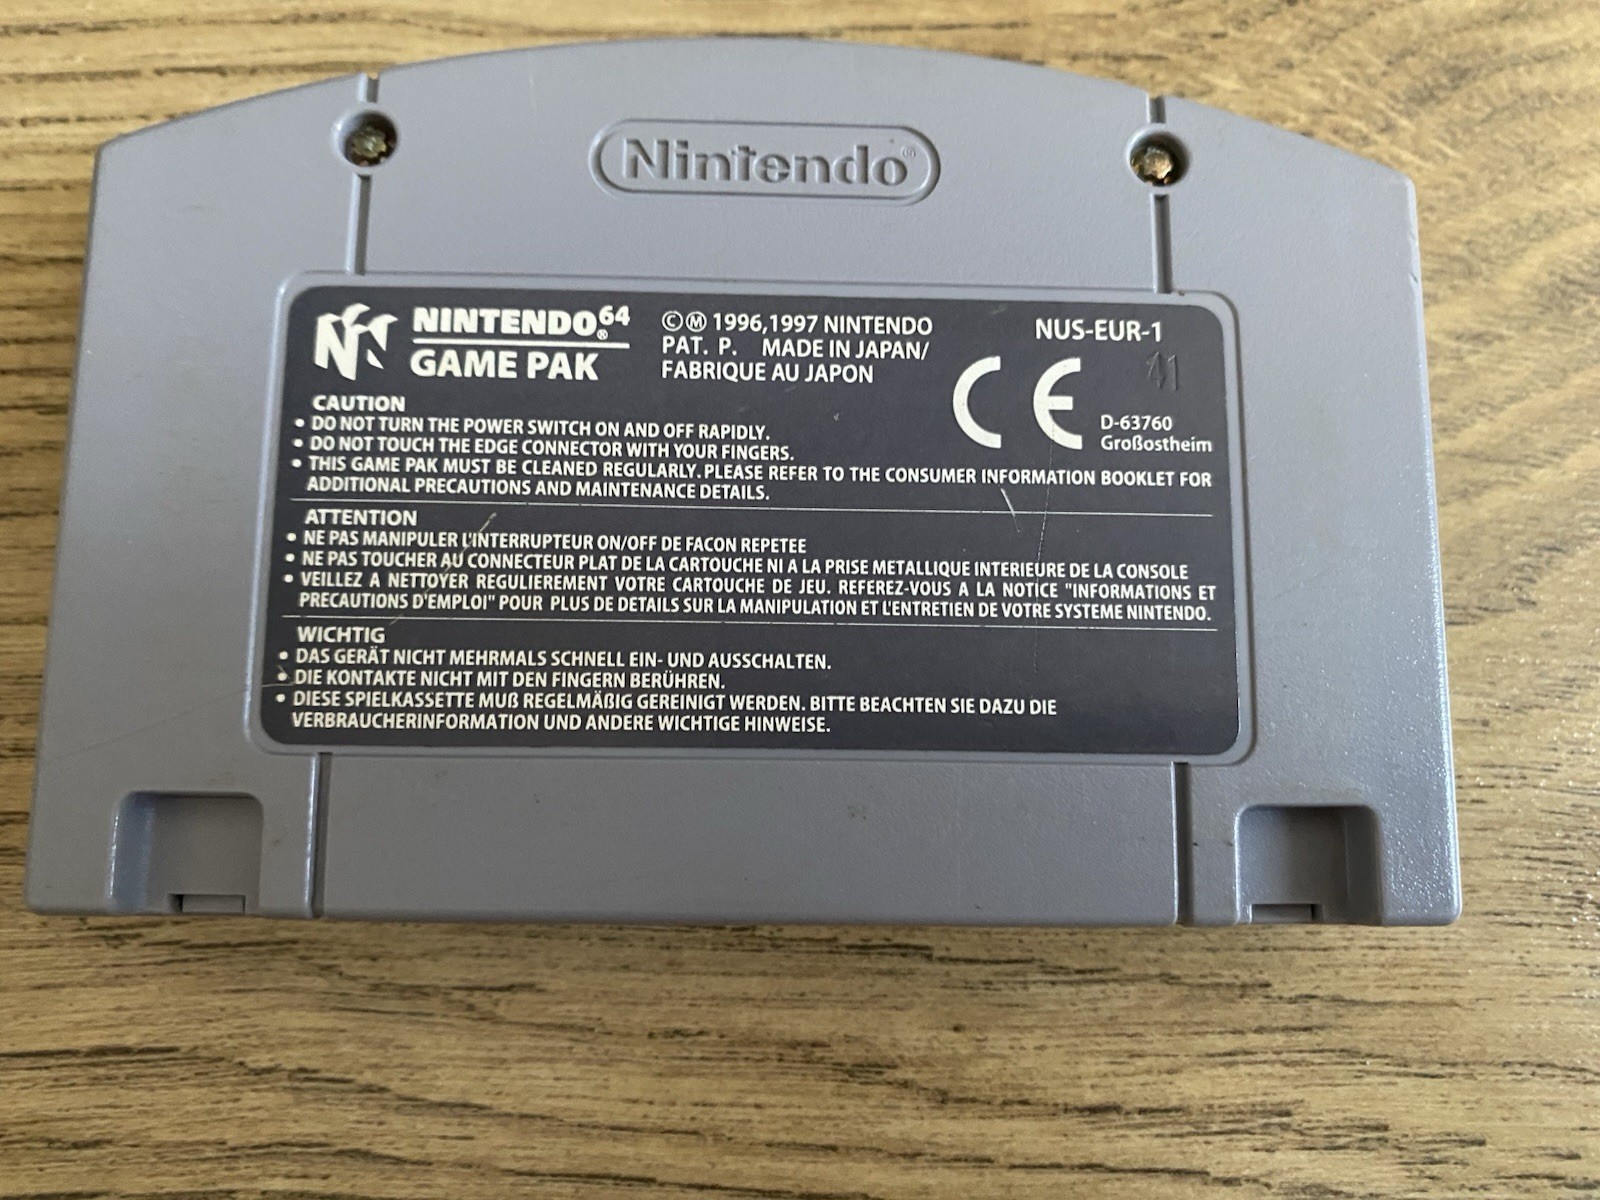 Nintendo®
NINTENDO64®
GAME PAK
©Ⓜ 1996,1997 NINTENDO
PAT. P. MADE IN JAPAN/
FABRIQUE AU JAPON
NUS-EUR-1
41
CE
D-63760
Großostheim
CAUTION
• DO NOT TURN THE POWER SWITCH ON AND OFF RAPIDLY.
• DO NOT TOUCH THE EDGE CONNECTOR WITH YOUR FINGERS.
• THIS GAME PAK MUST BE CLEANED REGULARLY. PLEASE REFER TO THE CONSUMER INFORMATION BOOKLET FOR
ADDITIONAL PRECAUTIONS AND MAINTENANCE DETAILS.
ATTENTION
• NE PAS MANIPULER L'INTERRUPTEUR ON/OFF DE FACON REPETEE
• NE PAS TOUCHER AU CONNECTEUR PLAT DE LA CARTOUCHE NI A LA PRISE METALLIQUE INTERIEURE DE LA CONSOLE
• VEILLEZ A NETTOYER REGULIEREMENT VOTRE CARTOUCHE DE JEU. REFEREZ-VOUS A LA NOTICE "INFORMATIONS ET
PRECAUTIONS D'EMPLOI" POUR PLUS DE DETAILS SUR LA MANIPULATION ET L'ENTRETIEN DE VOTRE SYSTEME NINTENDO.
WICHTIG
• DAS GERÄT NICHT MEHRMALS SCHNELL EIN- UND AUSSCHALTEN.
• DIE KONTAKTE NICHT MIT DEN FINGERN BERÜHREN.
• DIESE SPIELKASSETTE MUß REGELMÄßIG GEREINIGT WERDEN. BITTE BEACHTEN SIE DAZU DIE
VERBRAUCHERINFORMATION UND ANDERE WICHTIGE HINWEISE.